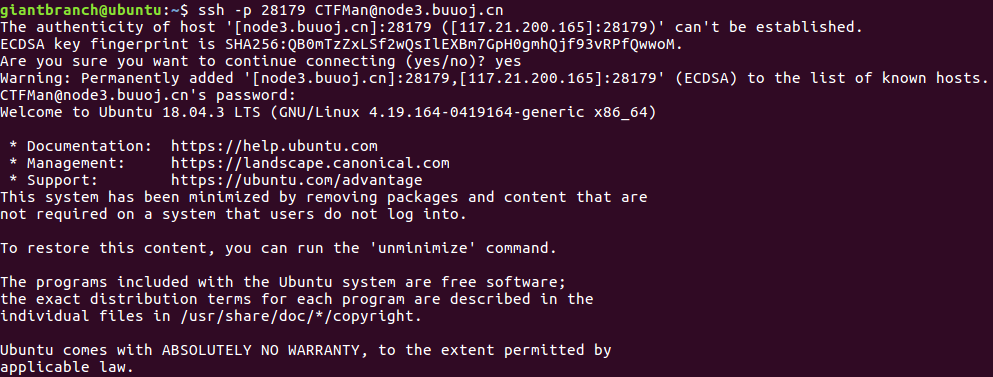 giantbranch@ubuntu:~$ ssh -p 28179 CTFMan@node3.buuoj.cn
The authenticity of host '[node3.buuoj.cn]:28179 ([117.21.200.165]:28179)' can't be established.
ECDSA key fingerprint is SHA256:QB0mTzZxLSf2wQsIlEXBm7GpH0gmhQjf93vRPfQwwoM.
Are you sure you want to continue connecting (yes/no)? yes
Warning: Permanently added '[node3.buuoj.cn]:28179,[117.21.200.165]:28179' (ECDSA) to the list of known hosts.
CTFMan@node3.buuoj.cn's password:
Welcome to Ubuntu 18.04.3 LTS (GNU/Linux 4.19.164-0419164-generic x86_64)
* Documentation:  https://help.ubuntu.com
* Management:     https://landscape.canonical.com
* Support:        https://ubuntu.com/advantage
This system has been minimized by removing packages and content that are
not required on a system that users do not log into.
To restore this content, you can run the 'unminimize' command.
The programs included with the Ubuntu system are free software;
the exact distribution terms for each program are described in the
individual files in /usr/share/doc/*/copyright.
Ubuntu comes with ABSOLUTELY NO WARRANTY, to the extent permitted by
applicable law.